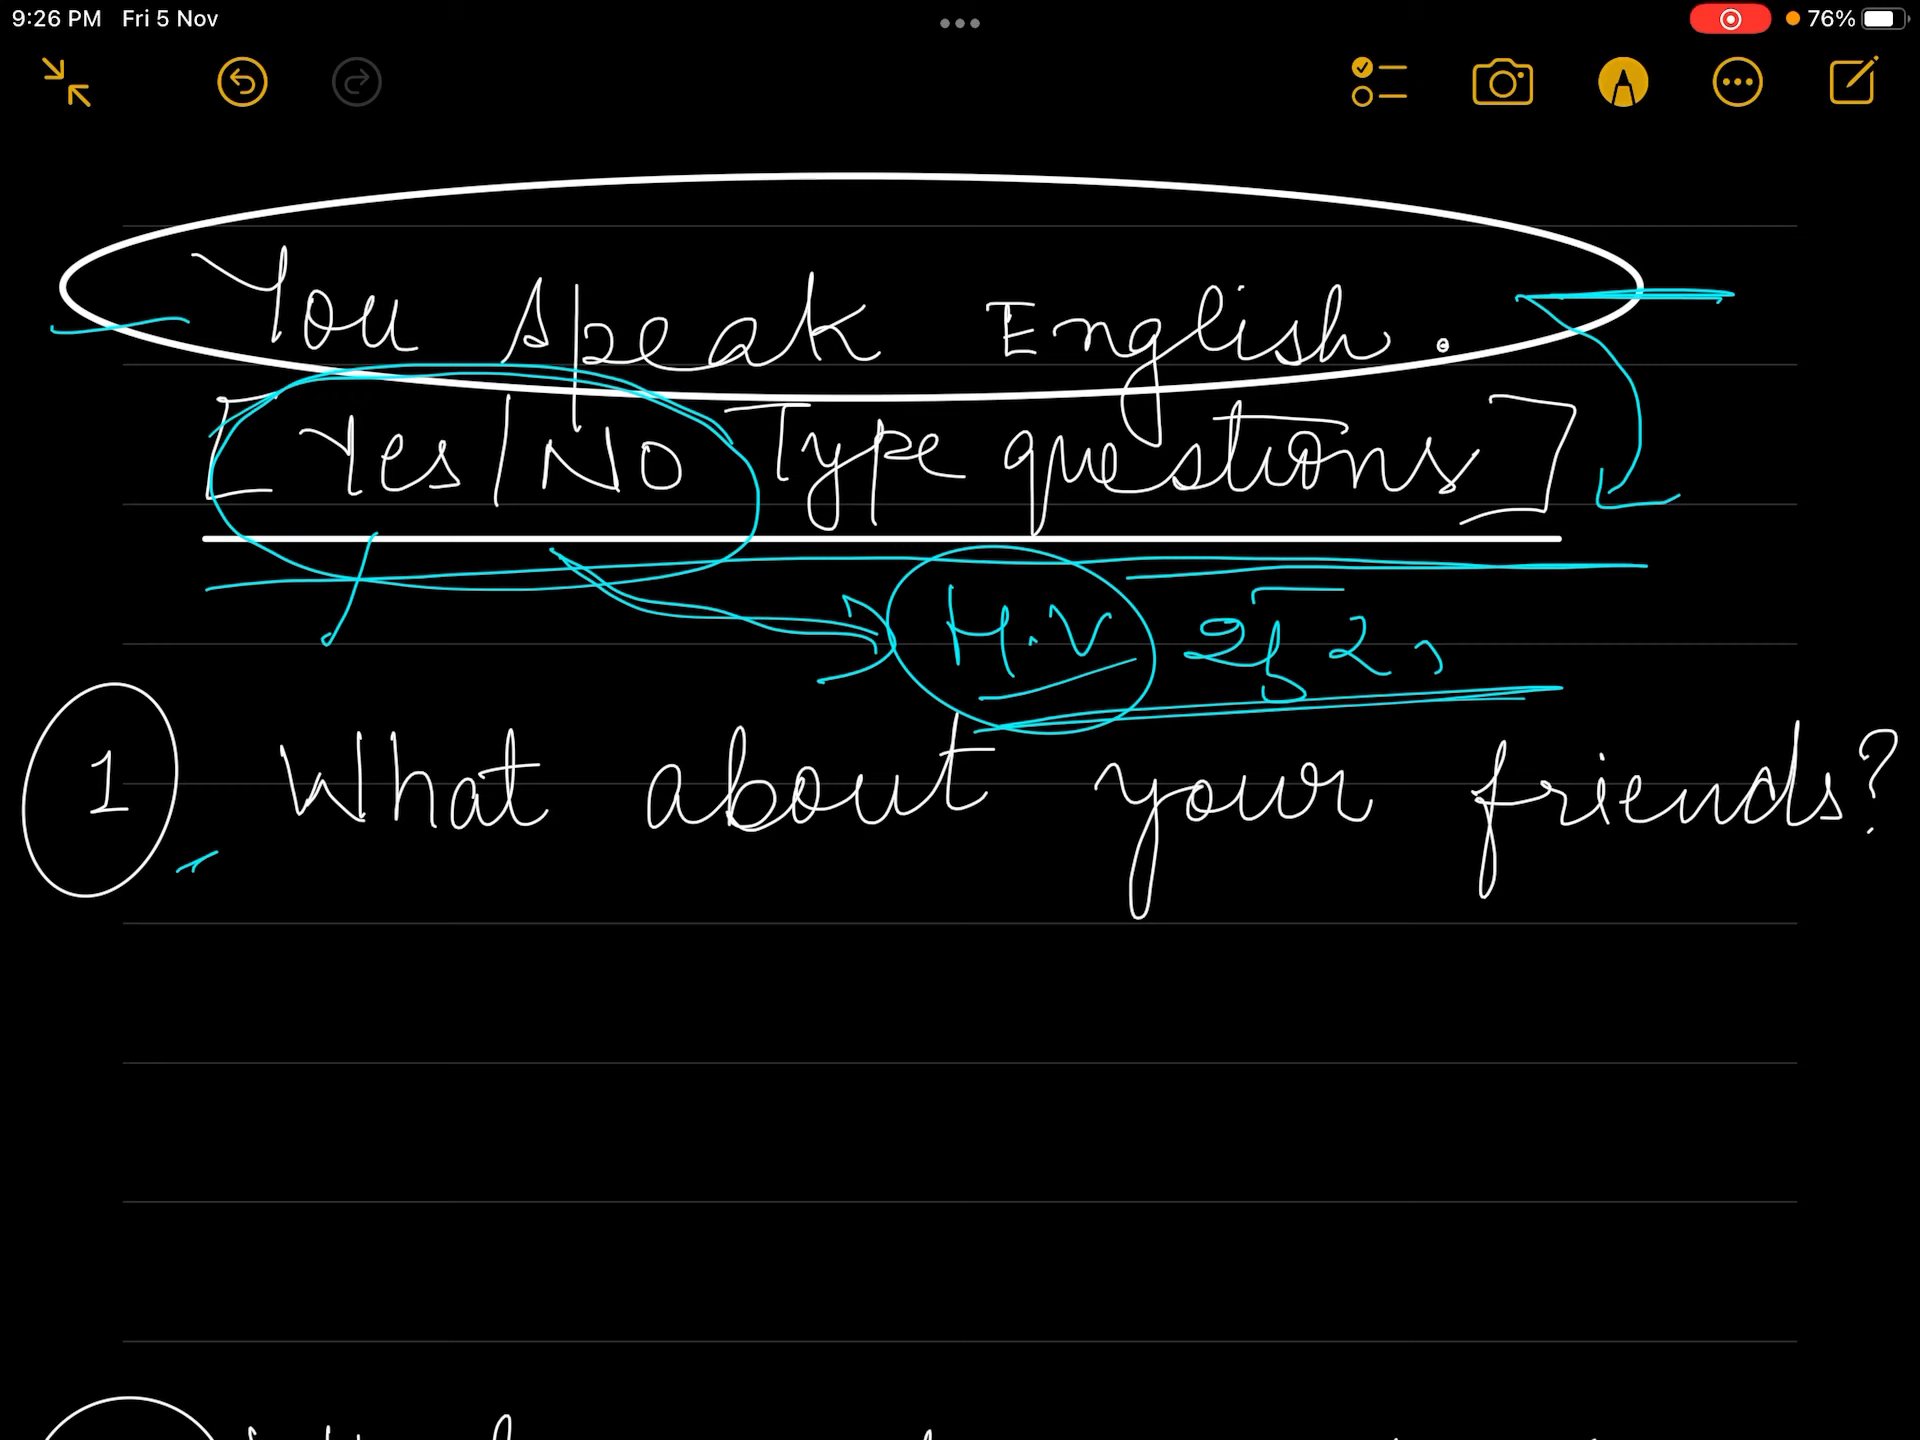 9:26 PM Fri 5 Nov
76%
You speak English.
[ Yes/No Type questions ]
H.V
1 What about your friends?